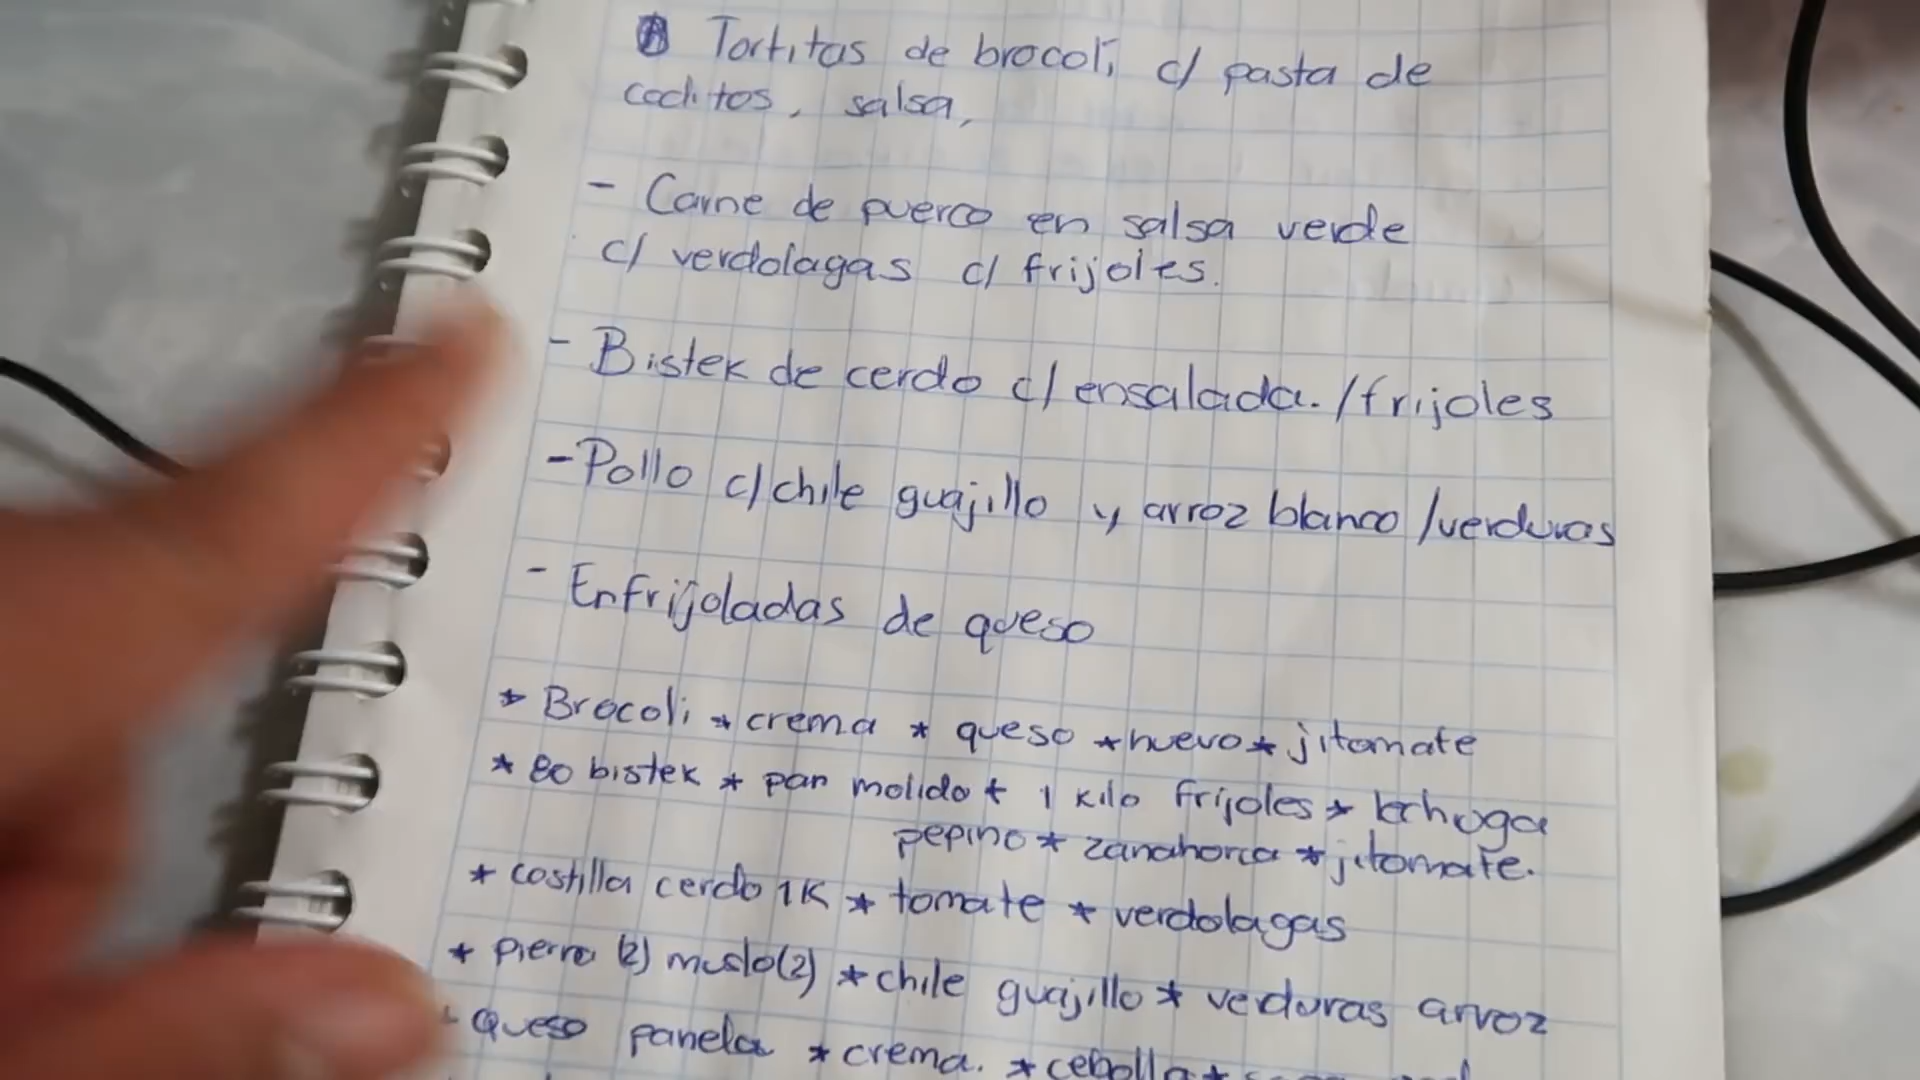 Tortitas de brocoli c/ pasta de
coditos, salsa,
- Carne de puerco en salsa verde
c/ verdolagas c/ frijoles.
- Bistek de cerdo c/ ensalada. /frijoles
- Pollo c/chile guajillo y arroz blanco /verduras
- Enfrijoladas de queso
* Brocoli * crema * queso * huevo * jitomate
* 80 bistek * pan molido * 1 kilo frijoles *
pepino * zanahoria * jitomate.
* costilla cerdo 1K * tomate * verdolagas
* pierna (2) muslo(2) * chile guajillo * verduras arroz
* Queso panela * crema. * cebolla *